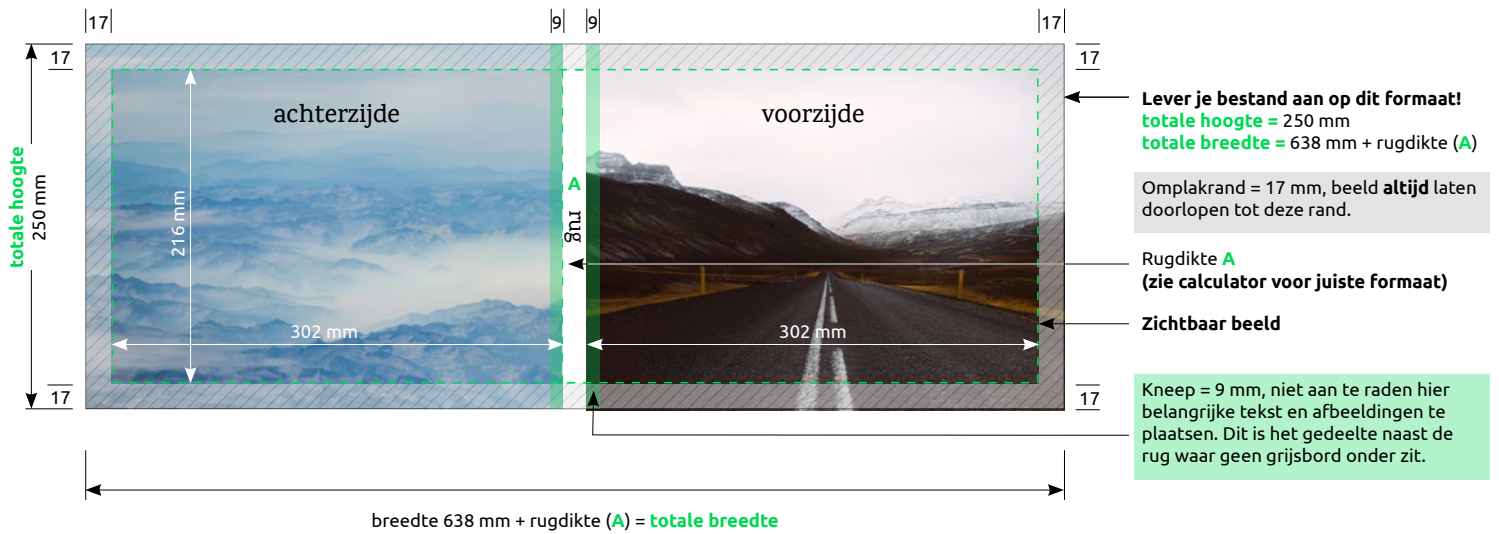 17
9
9
17
17
17
achterzijde
voorzijde
Lever je bestand aan op dit formaat!
totale hoogte = 250 mm
totale breedte = 638 mm + rugdikte (A)
totale hoogte
250 mm
216 mm
A
rug
Omplakrand = 17 mm, beeld altijd laten
doorlopen tot deze rand.
Rugdikte A
(zie calculator voor juiste formaat)
302 mm
302 mm
Zichtbaar beeld
17
17
Kneep = 9 mm, niet aan te raden hier
belangrijke tekst en afbeeldingen te
plaatsen. Dit is het gedeelte naast de
rug waar geen grijsbord onder zit.
breedte 638 mm + rugdikte (A) = totale breedte